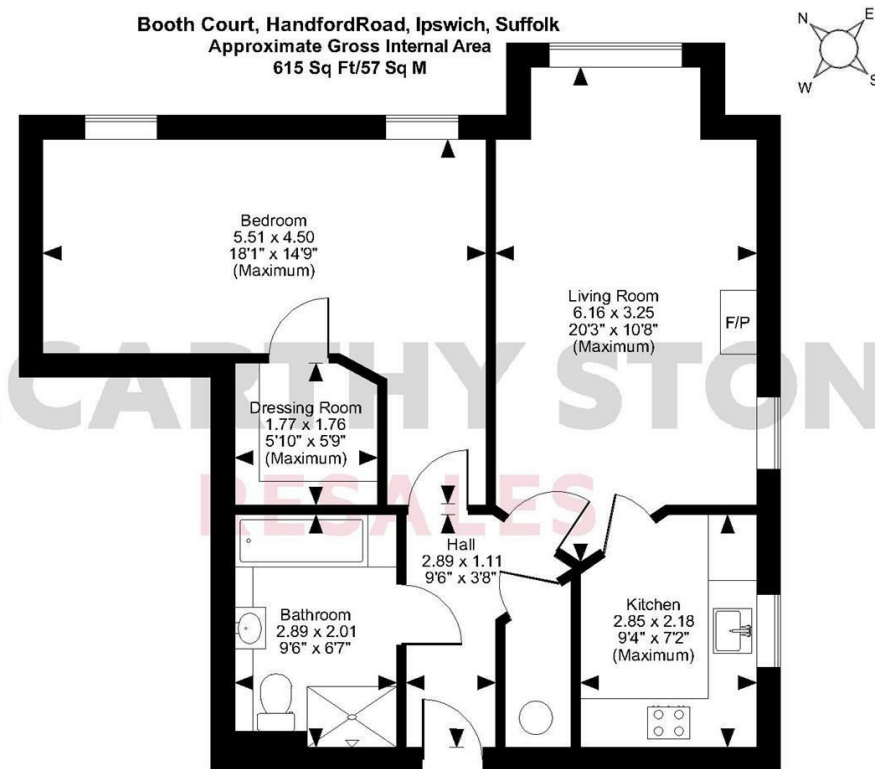 Booth Court, HandfordRoad, Ipswich, Suffolk
Approximate Gross Internal Area
615 Sq Ft/57 Sq M
N
E
W
S
Bedroom
5.51 x 4.50
18'1" x 14'9"
(Maximum)
Living Room
6.16 x 3.25
20'3" x 10'8"
(Maximum)
F/P
CARTHY STON
RESALES
Dressing Room
1.77 x 1.76
5'10" x 5'9"
(Maximum)
Hall
2.89 x 1.11
9'6" x 3'8"
Bathroom
2.89 x 2.01
9'6" x 6'7"
Kitchen
2.85 x 2.18
9'4" x 7'2"
(Maximum)